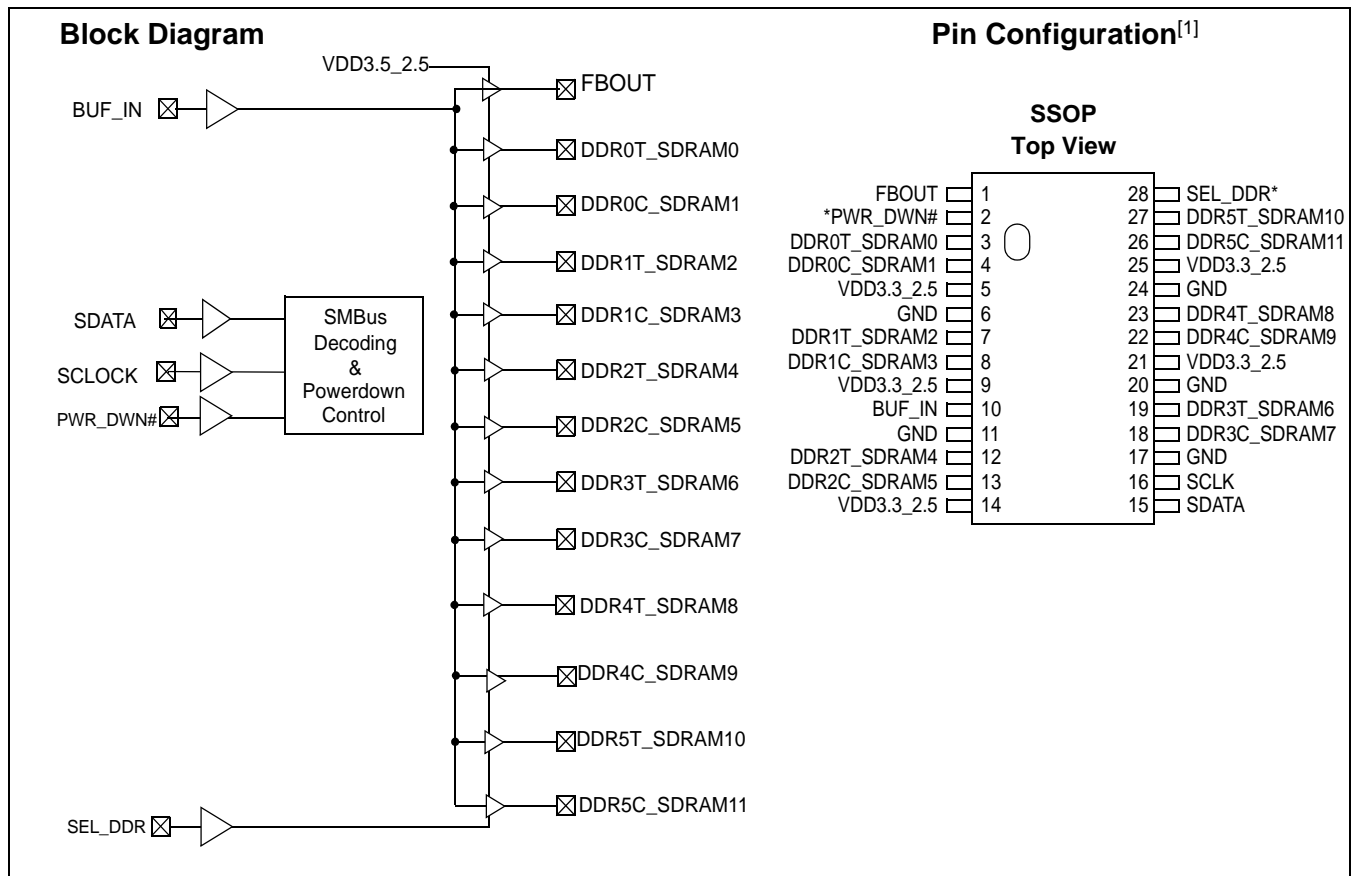 Block Diagram
VDD3.5_2.5
BUF_IN
FBOUT
DDR0T_SDRAM0
DDR0C_SDRAM1
DDR1T_SDRAM2
DDR1C_SDRAM3
DDR2T_SDRAM4
DDR2C_SDRAM5
DDR3T_SDRAM6
DDR3C_SDRAM7
DDR4T_SDRAM8
DDR4C_SDRAM9
DDR5T_SDRAM10
DDR5C_SDRAM11
SDATA
SCLOCK
PWR_DWN#
SMBus
Decoding
&
Powerdown
Control
SEL_DDR
Pin Configuration[1]
SSOP
Top View
FBOUT 1 28 SEL_DDR*
*PWR_DWN# 2 27 DDR5T_SDRAM10
DDR0T_SDRAM0 3 26 DDR5C_SDRAM11
DDR0C_SDRAM1 4 25 VDD3.3_2.5
VDD3.3_2.5 5 24 GND
GND 6 23 DDR4T_SDRAM8
DDR1T_SDRAM2 7 22 DDR4C_SDRAM9
DDR1C_SDRAM3 8 21 VDD3.3_2.5
VDD3.3_2.5 9 20 GND
BUF_IN 10 19 DDR3T_SDRAM6
GND 11 18 DDR3C_SDRAM7
DDR2T_SDRAM4 12 17 GND
DDR2C_SDRAM5 13 16 SCLK
VDD3.3_2.5 14 15 SDATA